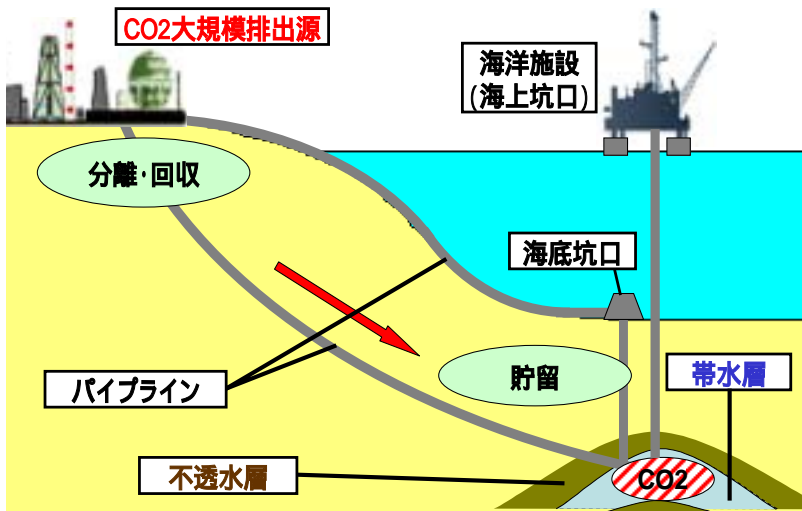 CO2大規模排出源
海洋施設
(海上坑口)
分離・回収
海底坑口
パイプライン
貯留
帯水層
不透水層
CO2